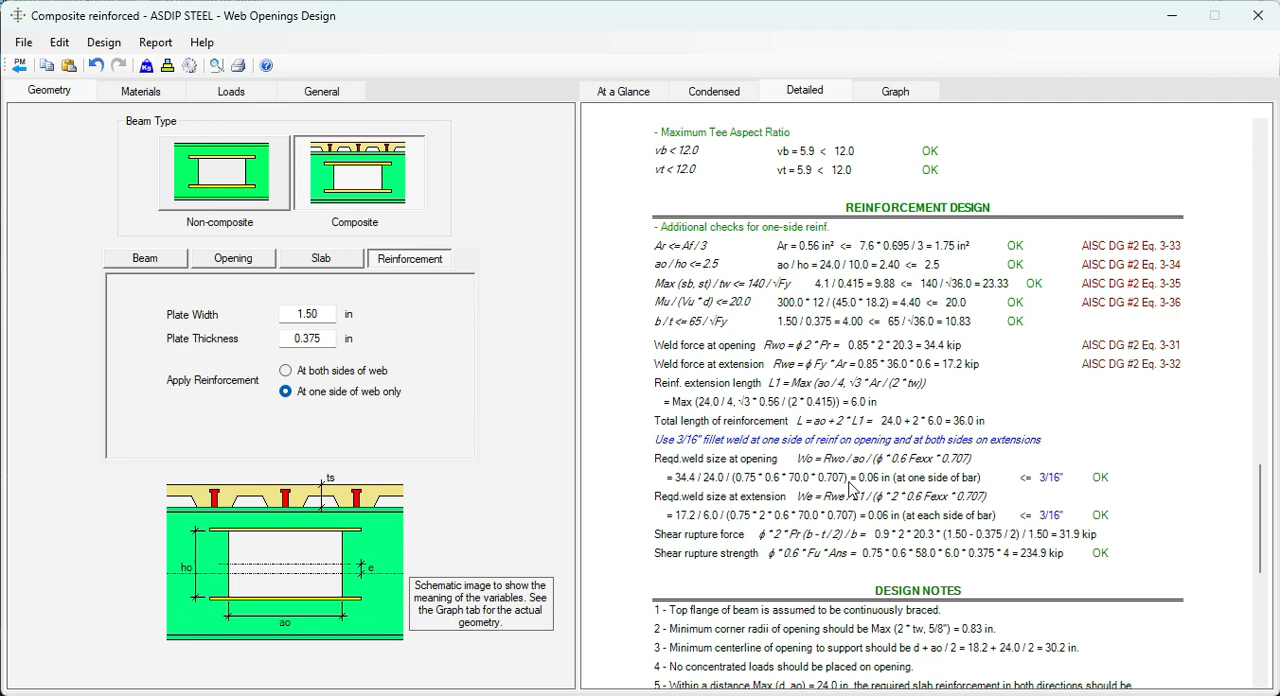 Composite reinforced - ASDIP STEEL - Web Openings Design
File Edit Design Report Help
PM
Geometry Materials Loads General
At a Glance Condensed Detailed Graph
Beam Type
Non-composite Composite
Beam Opening Slab Reinforcement
Plate Width 1.50 in
Plate Thickness 0.375 in
Apply Reinforcement
At both sides of web
At one side of web only
ts
ho
e
ao
Schematic image to show the
meaning of the variables. See
the Graph tab for the actual
geometry.
- Maximum Tee Aspect Ratio
vb < 12.0 vb = 5.9 < 12.0 OK
vt < 12.0 vt = 5.9 < 12.0 OK
REINFORCEMENT DESIGN
- Additional checks for one-side reinf.
Ar <= Af / 3 Ar = 0.56 in² <= 7.6 * 0.695 / 3 = 1.75 in² OK AISC DG #2 Eq. 3-33
ao / ho <= 2.5 ao / ho = 24.0 / 10.0 = 2.40 <= 2.5 OK AISC DG #2 Eq. 3-34
Max (sb, st) / tw <= 140 / √Fy 4.1 / 0.415 = 9.88 <= 140 / √36.0 = 23.33 OK AISC DG #2 Eq. 3-35
Mu / (Vu * d) <= 20.0 300.0 * 12 / (45.0 * 18.2) = 4.40 <= 20.0 OK AISC DG #2 Eq. 3-36
b / t <= 65 / √Fy 1.50 / 0.375 = 4.00 <= 65 / √36.0 = 10.83 OK
Weld force at opening Rwo = ϕ 2 * Pr = 0.85 * 2 * 20.3 = 34.4 kip AISC DG #2 Eq. 3-31
Weld force at extension Rwe = ϕ Fy * Ar = 0.85 * 36.0 * 0.6 = 17.2 kip AISC DG #2 Eq. 3-32
Reinf. extension length L1 = Max (ao / 4, √3 * Ar / (2 * tw))
= Max (24.0 / 4, √3 * 0.56 / (2 * 0.415)) = 6.0 in
Total length of reinforcement L = ao + 2 * L1 = 24.0 + 2 * 6.0 = 36.0 in
Use 3/16" fillet weld at one side of reinf on opening and at both sides on extensions
Reqd.weld size at opening Wo = Rwo / ao / (ϕ * 0.6 Fexx * 0.707)
= 34.4 / 24.0 / (0.75 * 0.6 * 70.0 * 0.707) = 0.06 in (at one side of bar) <= 3/16" OK
Reqd.weld size at extension We = Rwe / L1 / (ϕ * 2 * 0.6 Fexx * 0.707)
= 17.2 / 6.0 / (0.75 * 2 * 0.6 * 70.0 * 0.707) = 0.06 in (at each side of bar) <= 3/16" OK
Shear rupture force ϕ * 2 * Pr (b - t / 2) / b = 0.9 * 2 * 20.3 * (1.50 - 0.375 / 2) / 1.50 = 31.9 kip
Shear rupture strength ϕ * 0.6 * Fu * Ans = 0.75 * 0.6 * 58.0 * 6.0 * 0.375 * 4 = 234.9 kip OK
DESIGN NOTES
1 - Top flange of beam is assumed to be continuously braced.
2 - Minimum corner radii of opening should be Max (2 * tw, 5/8") = 0.83 in.
3 - Minimum centerline of opening to support should be d + ao / 2 = 18.2 + 24.0 / 2 = 30.2 in.
4 - No concentrated loads should be placed on opening.
5 - Within a distance Max (d, ao) = 24.0 in, the required slab reinforcement in both directions should be